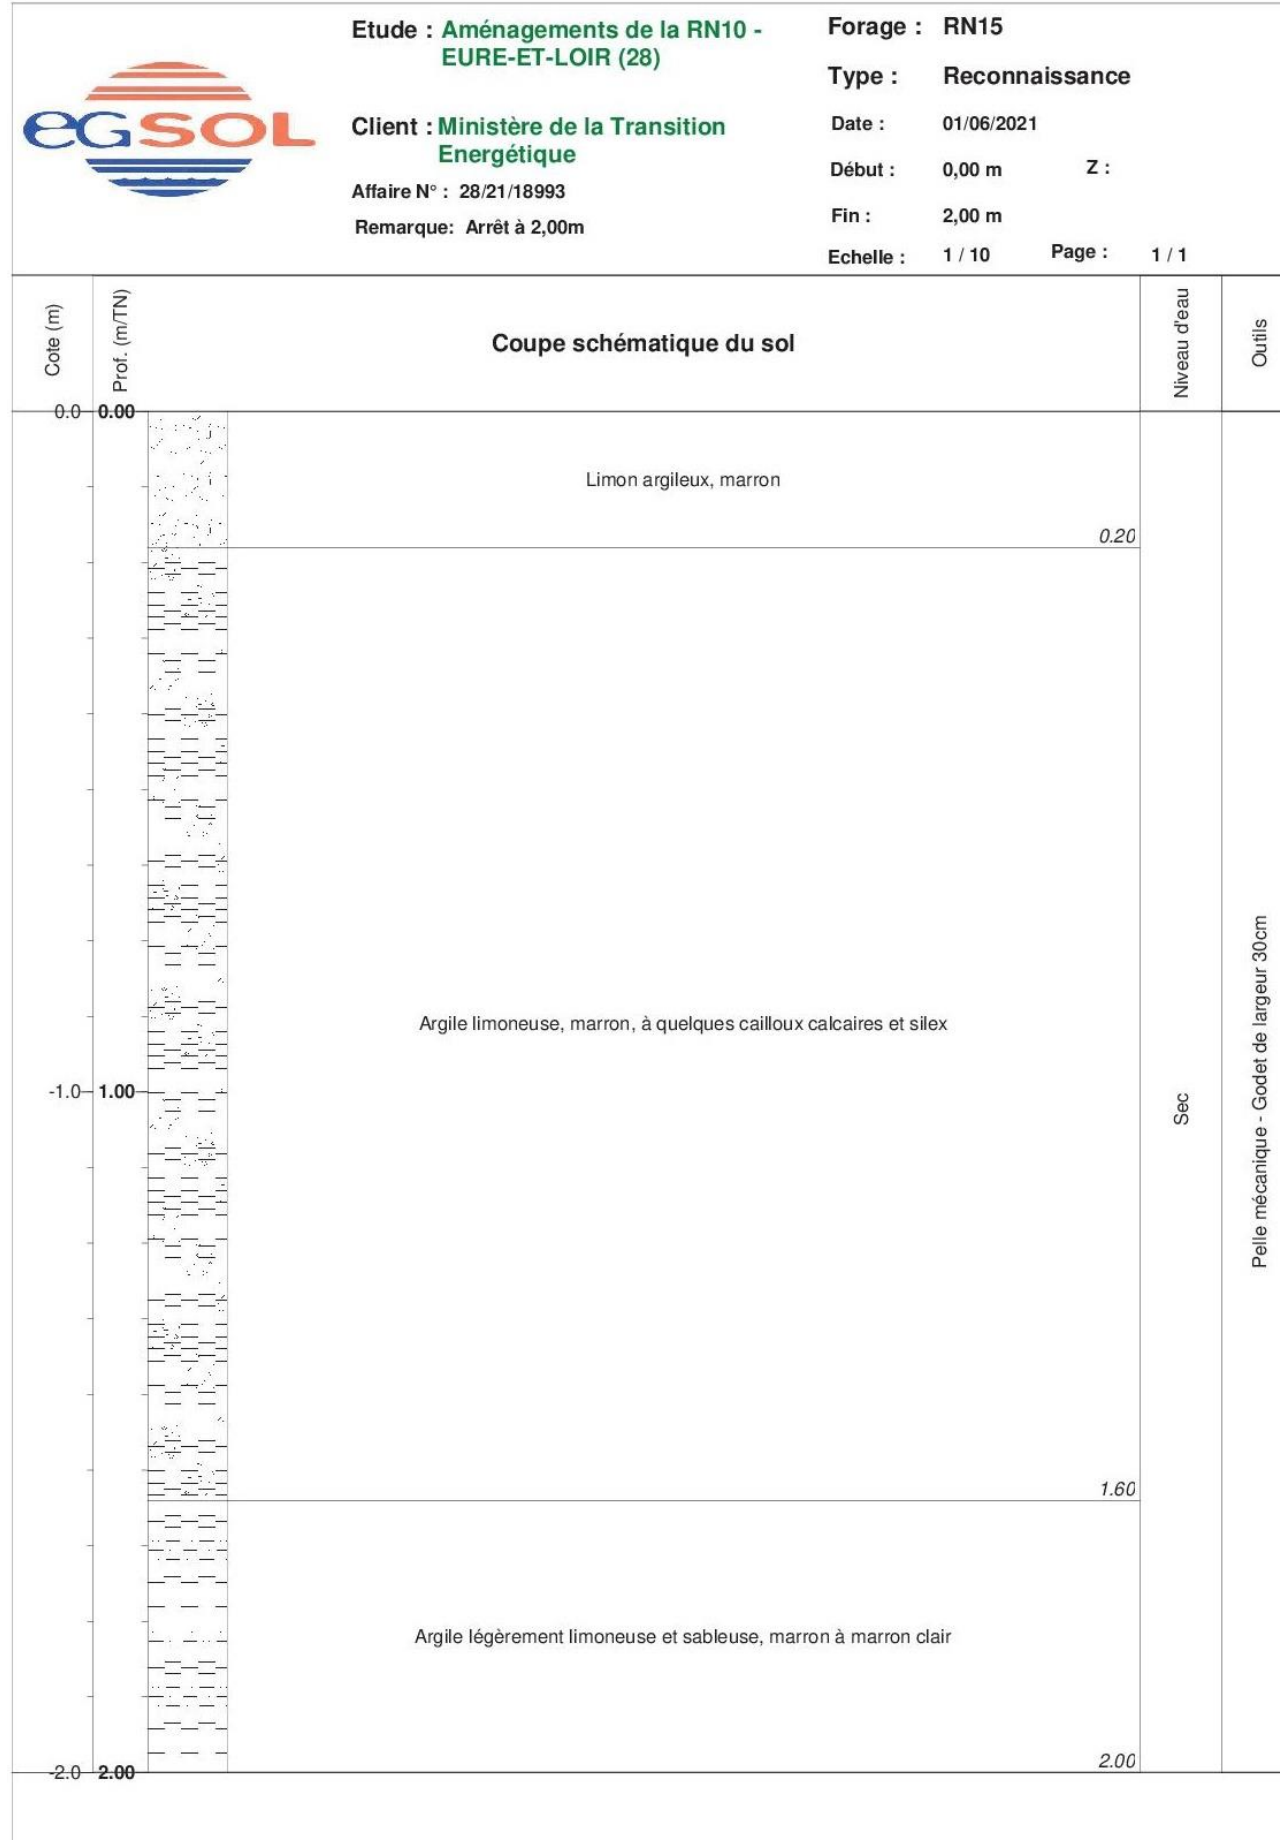 eGSOL
Etude : Aménagements de la RN10 -
EURE-ET-LOIR (28)
Client : Ministère de la Transition
Energétique
Affaire N° : 28/21/18993
Remarque: Arrêt à 2,00m
Forage : RN15
Type : Reconnaissance
Date : 01/06/2021
Début : 0,00 m Z :
Fin : 2,00 m
Echelle : 1 / 10 Page : 1 / 1
Cote (m)
Prof. (m/TN)
Coupe schématique du sol
Niveau d'eau
Outils
0.0 0.00
Limon argileux, marron
0.20
Argile limoneuse, marron, à quelques cailloux calcaires et silex
-1.0 1.00
Sec
Pelle mécanique - Godet de largeur 30cm
1.60
Argile légèrement limoneuse et sableuse, marron à marron clair
2.00
-2.0 2.00